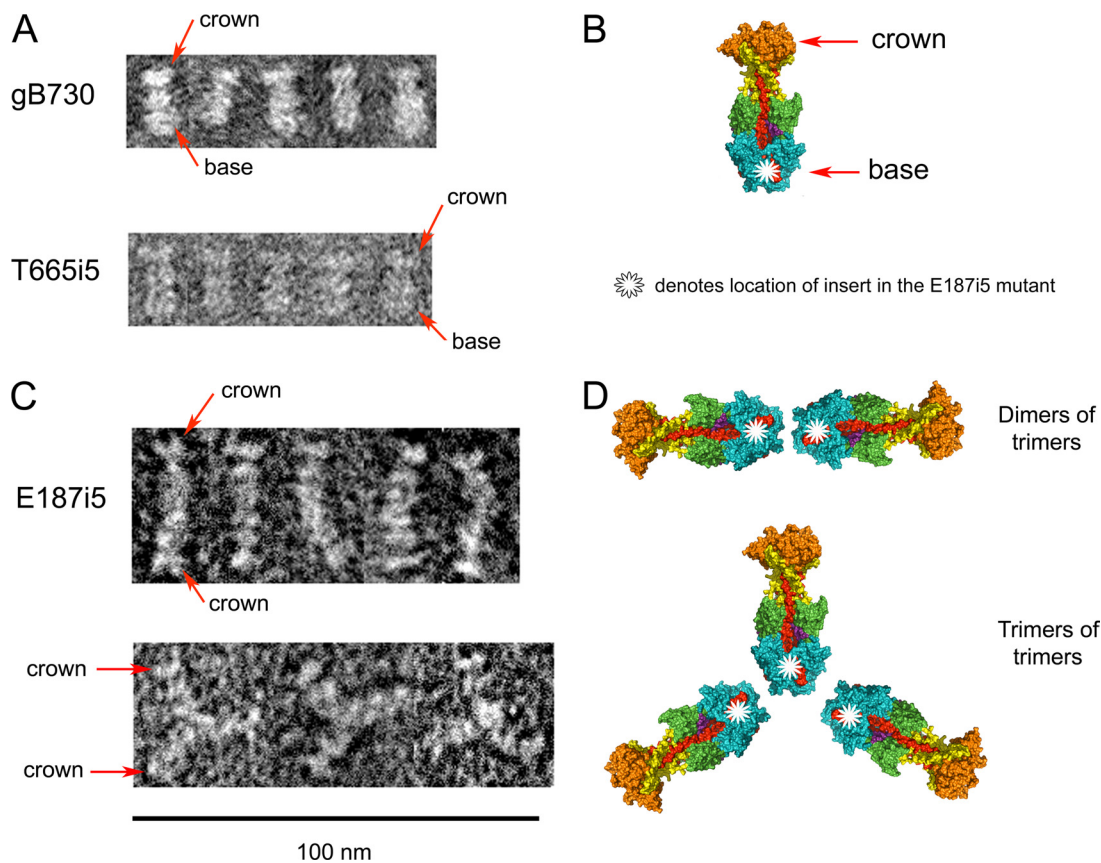 A
crown
gB730
base
crown
T665i5
base
B
crown
base
denotes location of insert in the E187i5 mutant
C
crown
E187i5
crown
crown
crown
100 nm
D
Dimers of
trimers
Trimers of
trimers